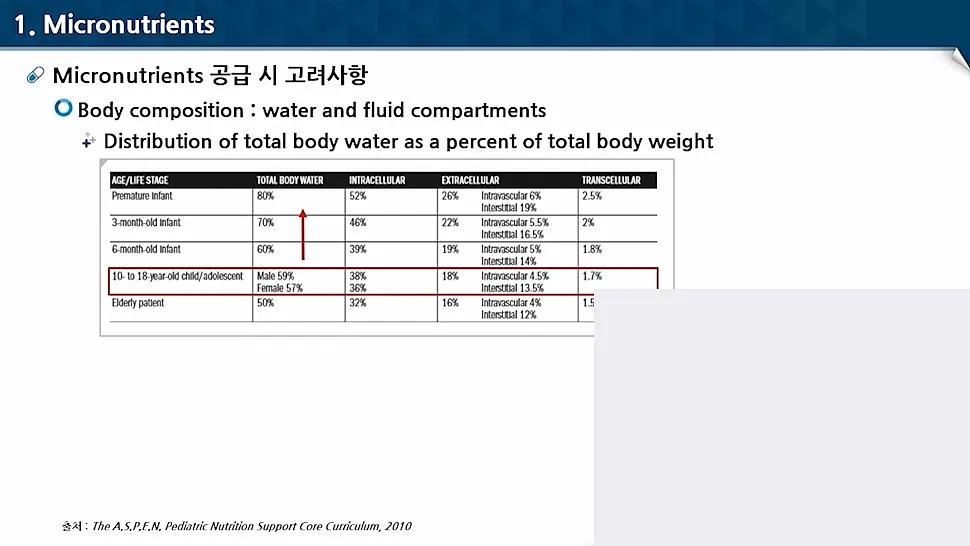 1. Micronutrients
Micronutrients 공급 시 고려사항
Body composition : water and fluid compartments
Distribution of total body water as a percent of total body weight
AGE/LIFE STAGE TOTAL BODY WATER INTRACELLULAR EXTRACELLULAR TRANSCELLULAR
Premature infant 80% 52% 26% Intravascular 6% 2.5%
Interstitial 19%
3-month-old infant 70% 46% 22% Intravascular 5.5% 2%
Interstitial 16.5%
6-month-old infant 60% 39% 19% Intravascular 5% 1.8%
Interstitial 14%
10- to 18-year-old child/adolescent Male 59% 38% 18% Intravascular 4.5% 1.7%
Female 57% 36% Interstitial 13.5%
Elderly patient 50% 32% 16% Intravascular 4% 1.5
Interstitial 12%
출처 : The A.S.P.E.N. Pediatric Nutrition Support Core Curriculum, 2010